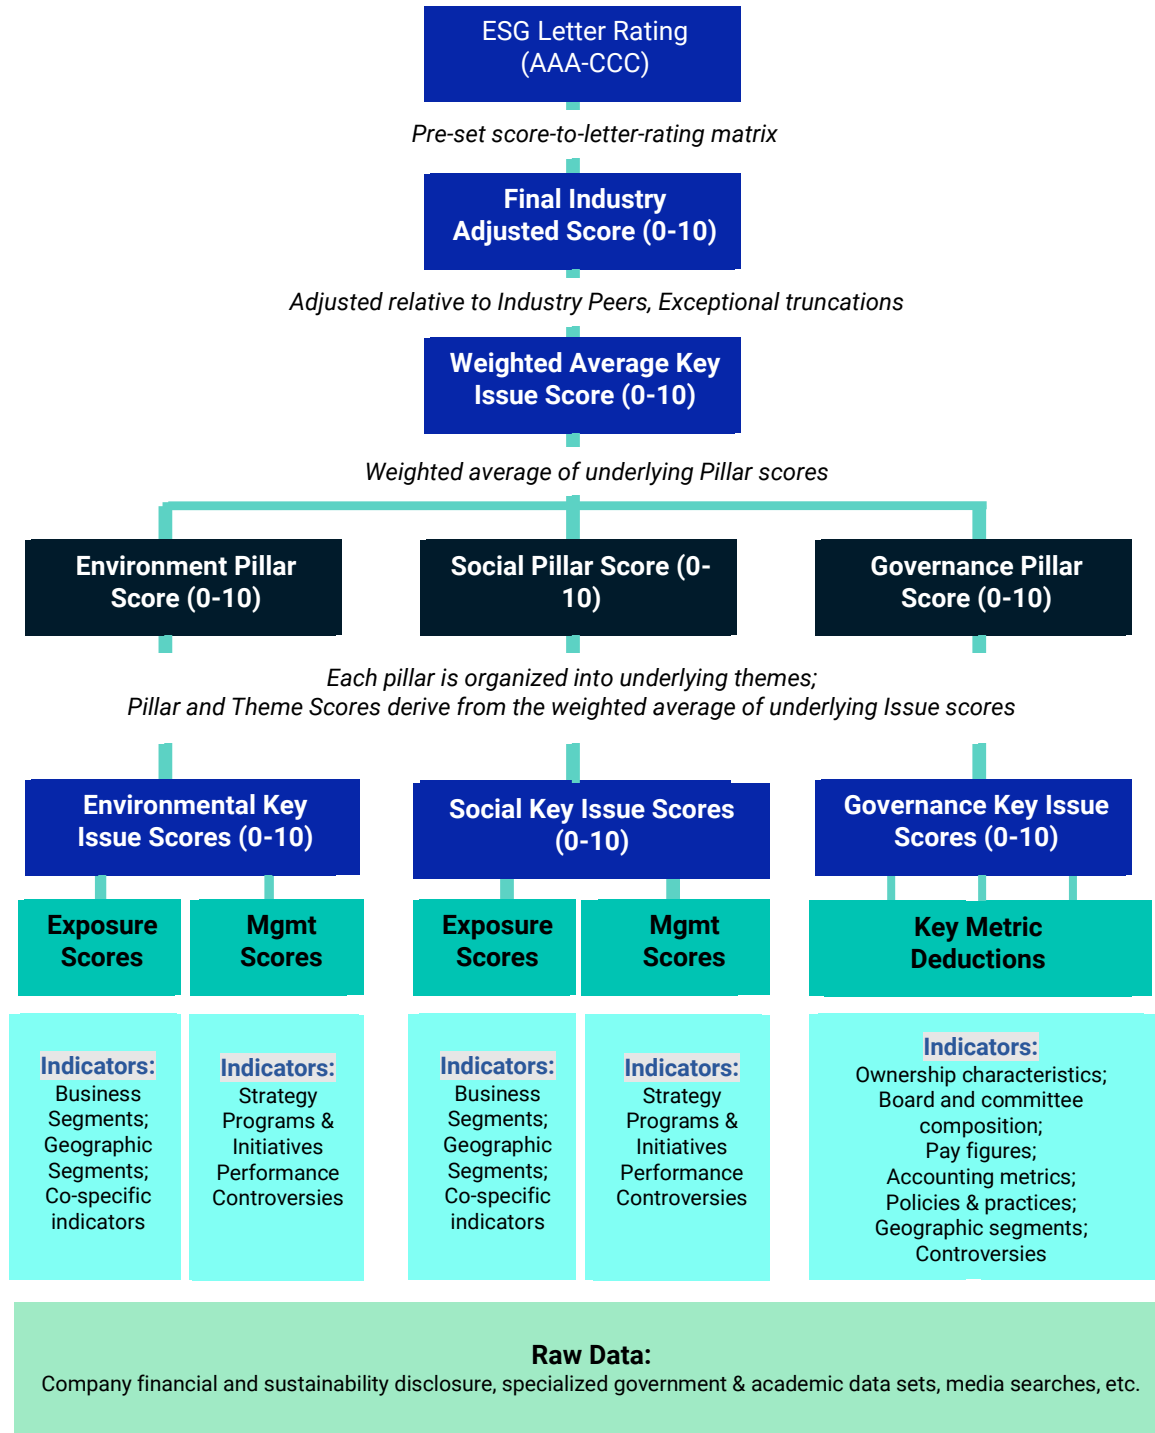 ESG Letter Rating
(AAA-CCC)
Pre-set score-to-letter-rating matrix
Final Industry
Adjusted Score (0-10)
Adjusted relative to Industry Peers, Exceptional truncations
Weighted Average Key
Issue Score (0-10)
Weighted average of underlying Pillar scores
Environment Pillar
Score (0-10)
Social Pillar Score (0-
10)
Governance Pillar
Score (0-10)
Each pillar is organized into underlying themes;
Pillar and Theme Scores derive from the weighted average of underlying Issue scores
Environmental Key
Issue Scores (0-10)
Social Key Issue Scores
(0-10)
Governance Key Issue
Scores (0-10)
Exposure
Scores
Mgmt
Scores
Exposure
Scores
Mgmt
Scores
Key Metric
Deductions
Indicators:
Business
Segments;
Geographic
Segments;
Co-specific
indicators
Indicators:
Strategy
Programs &
Initiatives
Performance
Controversies
Indicators:
Business
Segments;
Geographic
Segments;
Co-specific
indicators
Indicators:
Strategy
Programs &
Initiatives
Performance
Controversies
Indicators:
Ownership characteristics;
Board and committee
composition;
Pay figures;
Accounting metrics;
Policies & practices;
Geographic segments;
Controversies
Raw Data:
Company financial and sustainability disclosure, specialized government & academic data sets, media searches, etc.